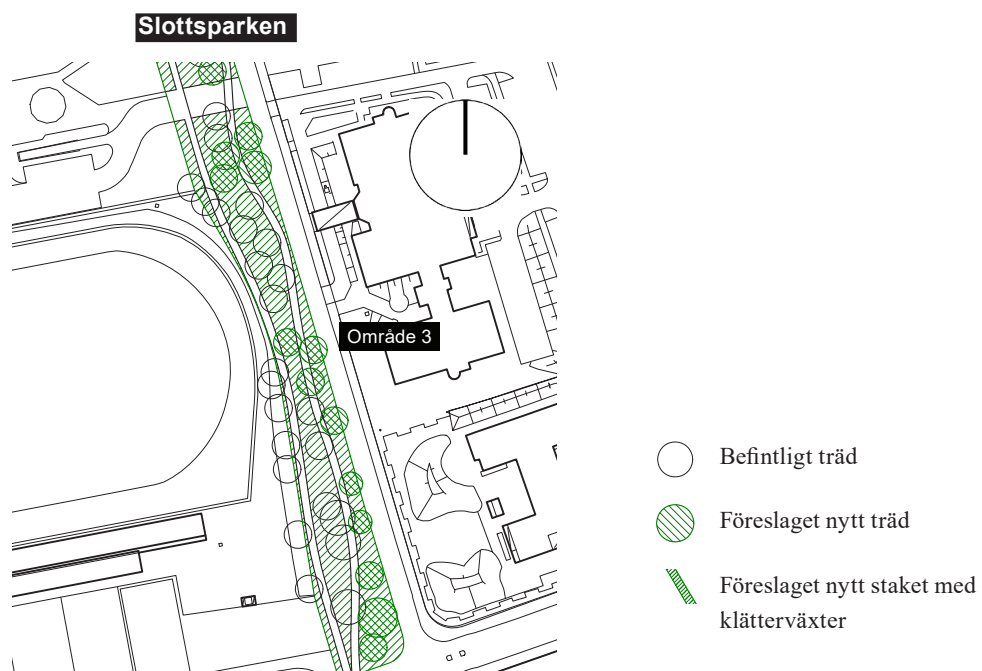 Slottsparken
Område 3
Befintligt träd
Föreslaget nytt träd
Föreslaget nytt staket med
klätterväxter